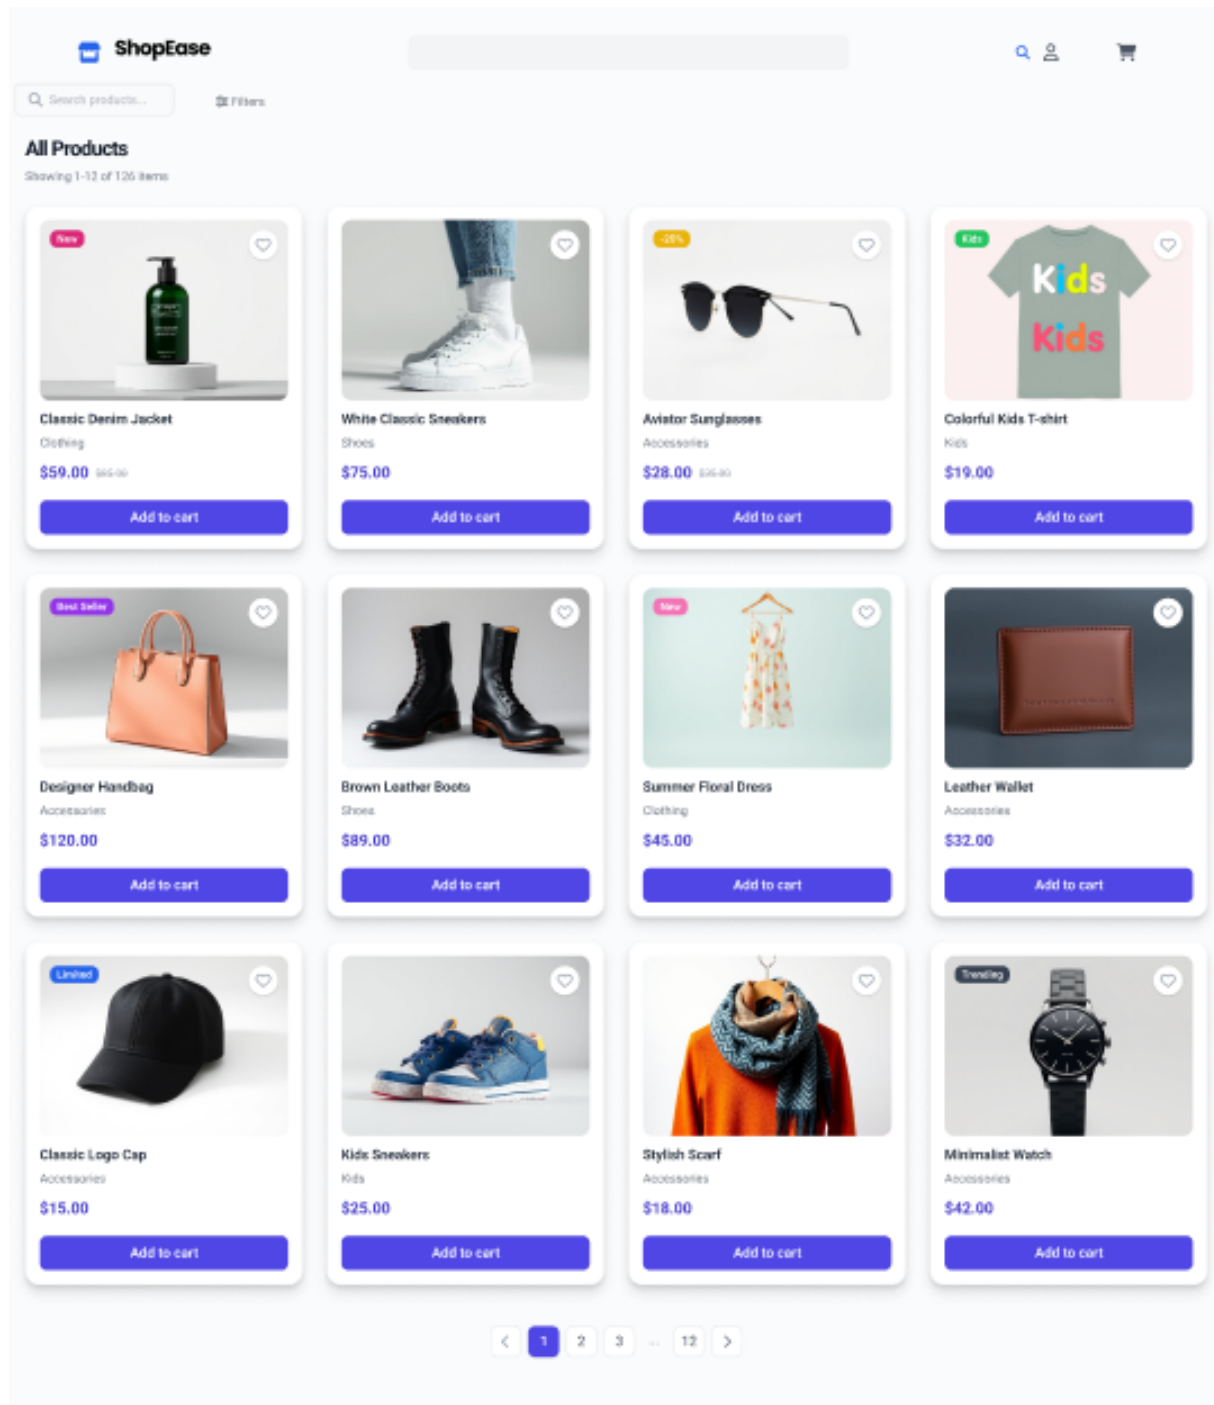 ShopEase
Search products...
Filters
All Products
Showing 1-12 of 126 items
New
-20%
Kids
Kids
Kids
Classic Denim Jacket
White Classic Sneakers
Aviator Sunglasses
Colorful Kids T-shirt
Clothing
Shoes
Accessories
Kids
$59.00
$75.00
$28.00 $35.00
$19.00
Add to cart
Add to cart
Add to cart
Add to cart
Best Seller
New
Designer Handbag
Brown Leather Boots
Summer Floral Dress
Leather Wallet
Accessories
Shoes
Clothing
Accessories
$120.00
$89.00
$45.00
$32.00
Add to cart
Add to cart
Add to cart
Add to cart
Limited
Trending
Classic Logo Cap
Kids Sneakers
Stylish Scarf
Minimalist Watch
Accessories
Kids
Accessories
Accessories
$15.00
$25.00
$18.00
$42.00
Add to cart
Add to cart
Add to cart
Add to cart
1 2 3 ... 12